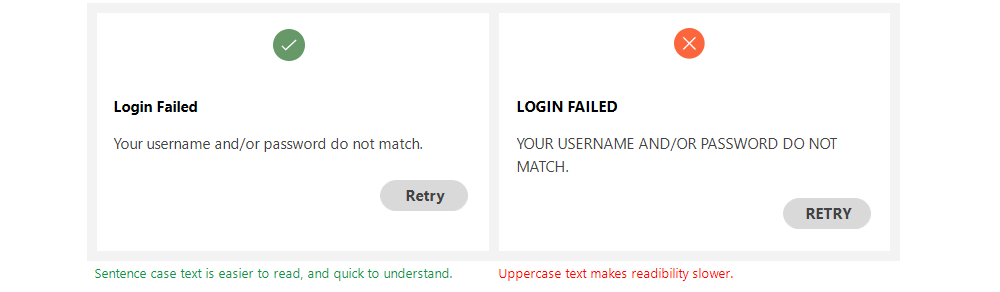 Login Failed
Your username and/or password do not match.
Retry
Sentence case text is easier to read, and quick to understand.
LOGIN FAILED
YOUR USERNAME AND/OR PASSWORD DO NOT
MATCH.
RETRY
Uppercase text makes readibility slower.